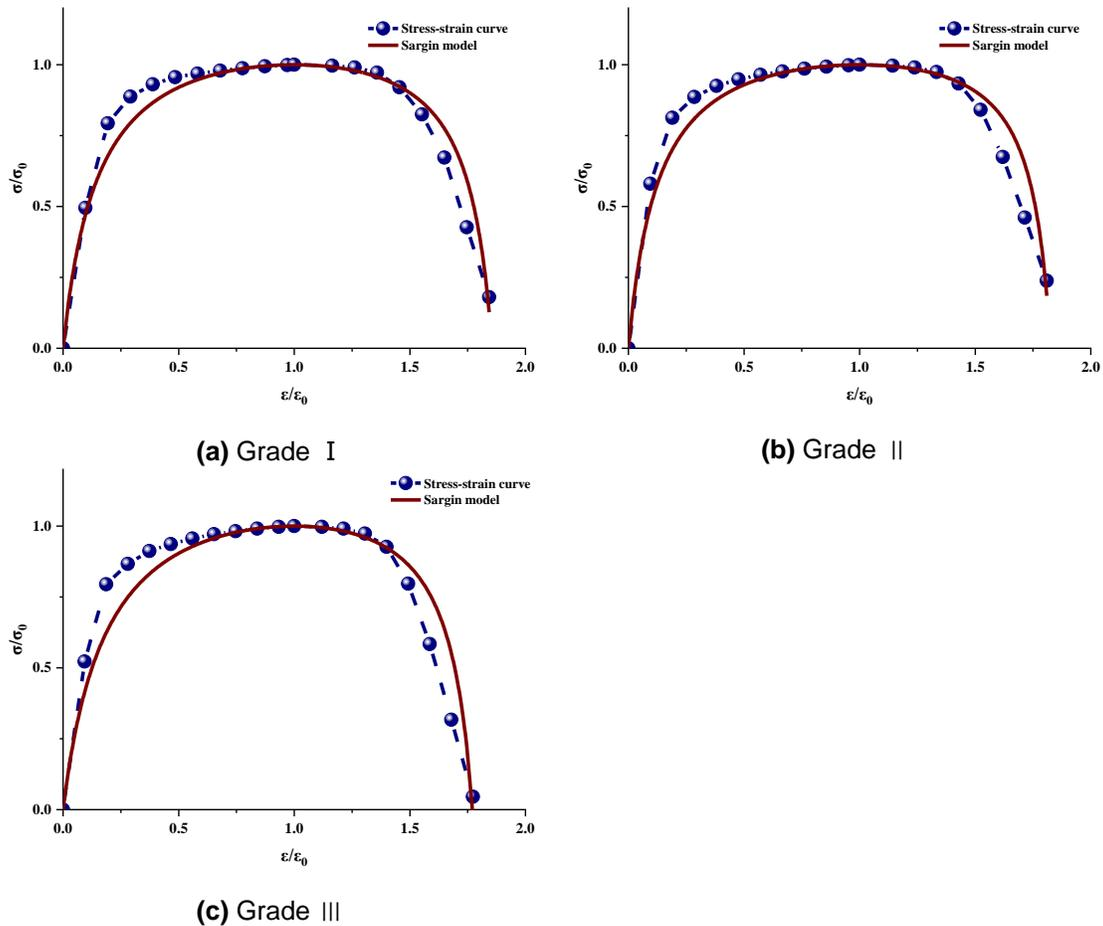 Stress-strain curve
Sargin model
1.0
0.5
0.0
σ/σ0
0.0 0.5 1.0 1.5 2.0
ε/ε0
(a) Grade Ⅰ
Stress-strain curve
Sargin model
1.0
0.5
0.0
σ/σ0
0.0 0.5 1.0 1.5 2.0
ε/ε0
(b) Grade Ⅱ
Stress-strain curve
Sargin model
1.0
0.5
0.0
σ/σ0
0.0 0.5 1.0 1.5 2.0
ε/ε0
(c) Grade Ⅲ